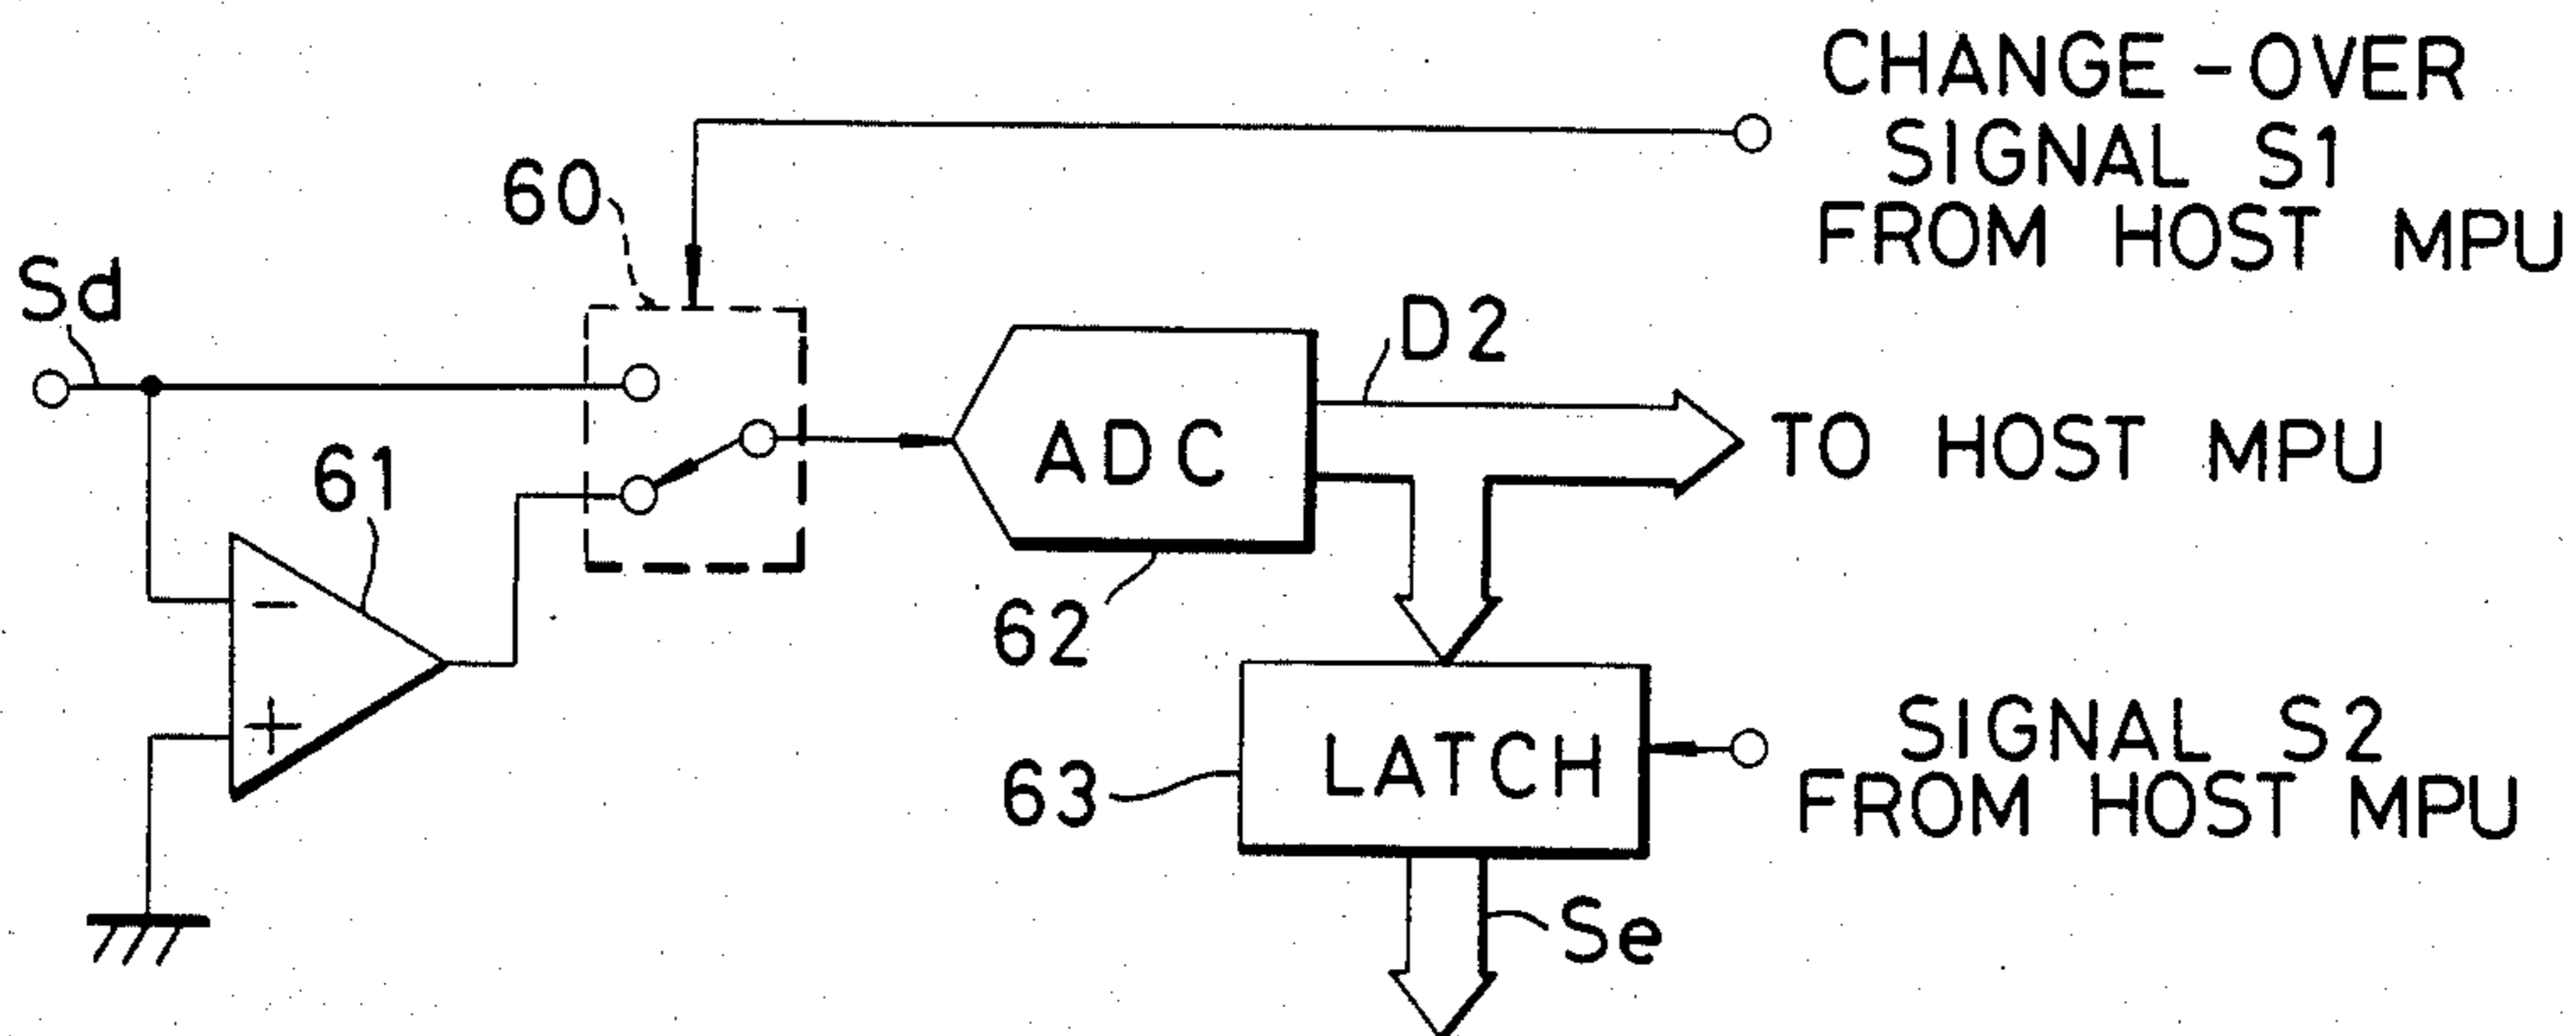 CHANGE-OVER
SIGNAL S1
FROM HOST MPU
60
Sd
D2
ADC
TO HOST MPU
61
-
+
62
LATCH
63
SIGNAL S2
FROM HOST MPU
Se